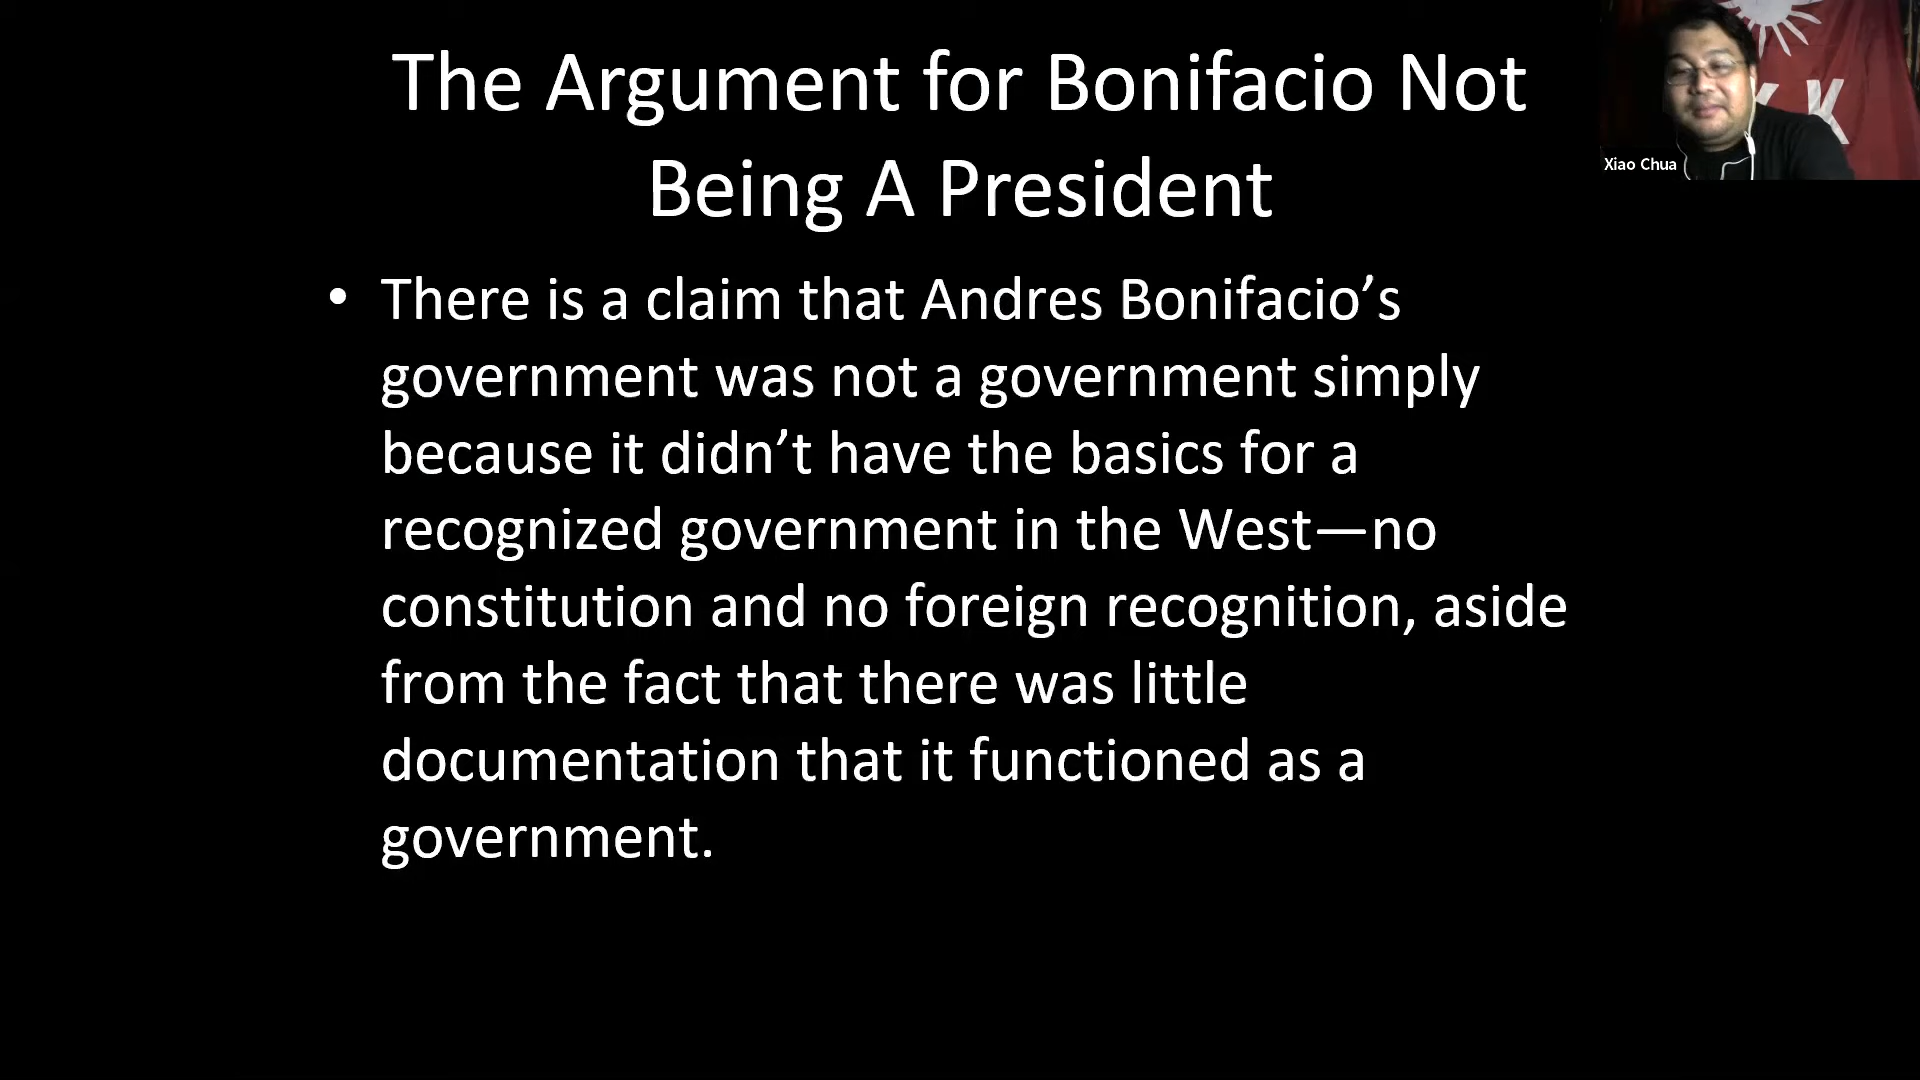 The Argument for Bonifacio Not
Being A President
• There is a claim that Andres Bonifacio’s
government was not a government simply
because it didn’t have the basics for a
recognized government in the West—no
constitution and no foreign recognition, aside
from the fact that there was little
documentation that it functioned as a
government.
K K
Xiao Chua